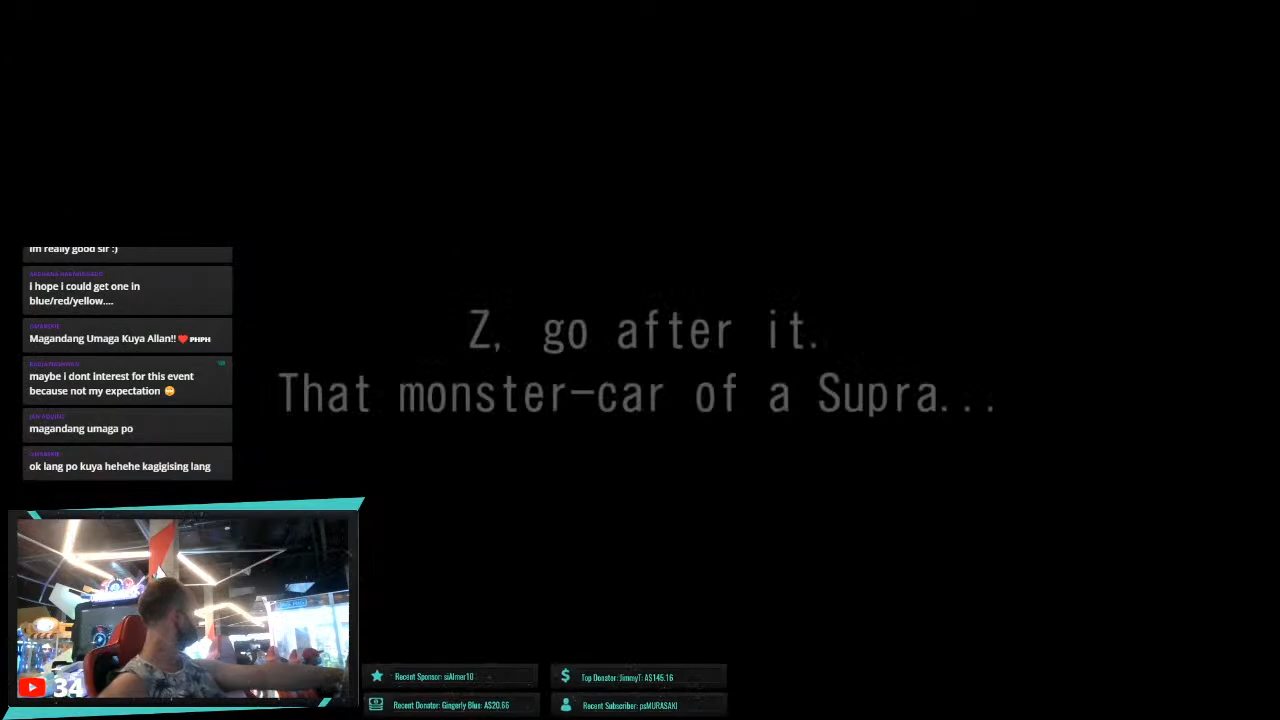 Im really good sir :)
i hope i could get one in
blue/red/yellow....
Magandang Umaga Kuya Allan!!❤️ PHPH
maybe i dont interest for this event
because not my expectation 🙄
magandang umaga po
ok lang po kuya hehehe kagigising lang
Z, go after it.
That monster-car of a Supra...
34
Recent Sponsor: siAlmer10
Top Donator: JimmyT: A$145.16
Recent Donator: Gingerly Blue: A$20.66
Recent Subscriber: psMURASAKI